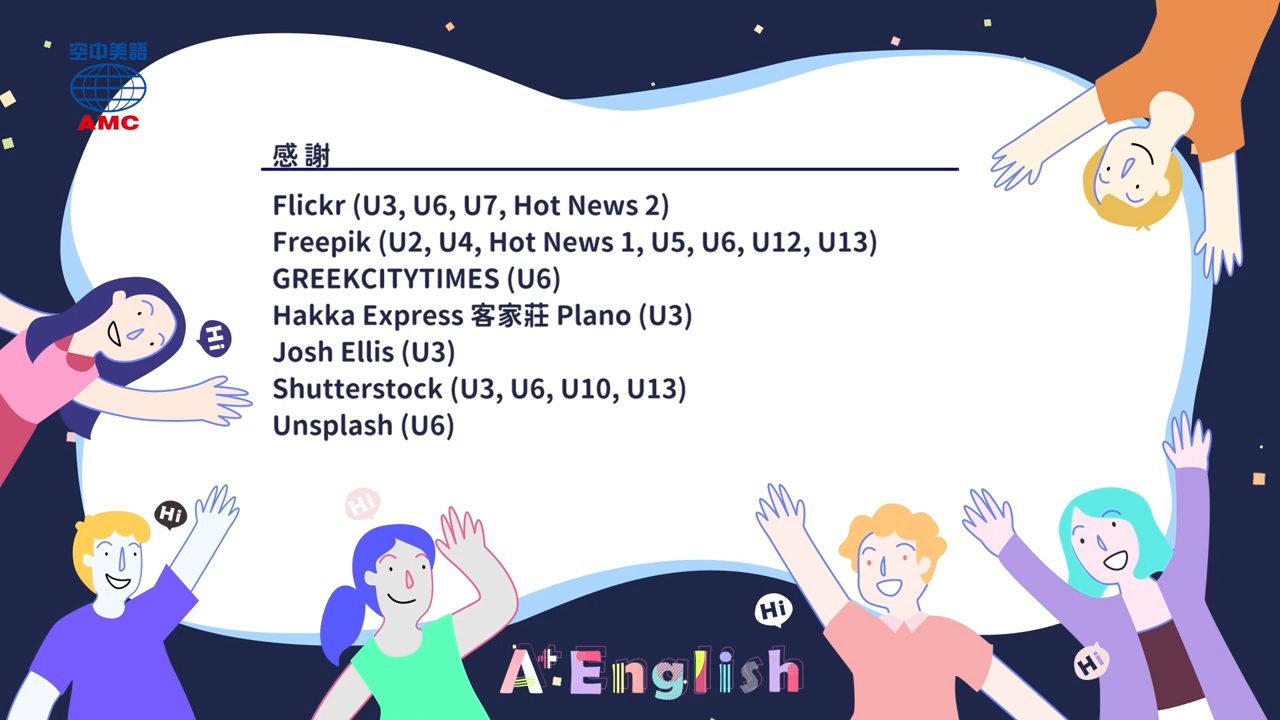 空中美語
AMC
感謝
Flickr (U3, U6, U7, Hot News 2)
Freepik (U2, U4, Hot News 1, U5, U6, U12, U13)
GREEKCITYTIMES (U6)
Hakka Express 客家莊 Plano (U3)
Josh Ellis (U3)
Shutterstock (U3, U6, U10, U13)
Unsplash (U6)
Hi
Hi
Hi
Hi
Hi
A+ English